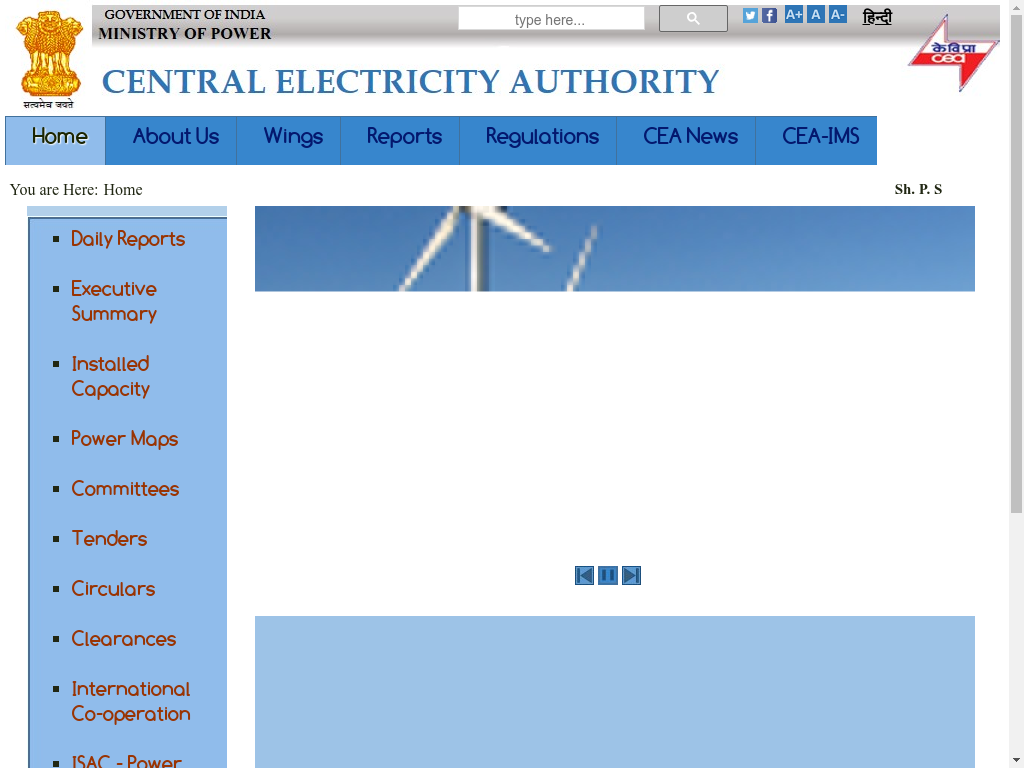 GOVERNMENT OF INDIA
MINISTRY OF POWER
type here...
A+ A A-
हिन्दी
सत्यमेव जयते
CENTRAL ELECTRICITY AUTHORITY
केविप्रा
cea
Home About Us Wings Reports Regulations CEA News CEA-IMS
You are Here: Home
Sh. P. S
Daily Reports
Executive
Summary
Installed
Capacity
Power Maps
Committees
Tenders
Circulars
Clearances
International
Co-operation
ISAC - Power